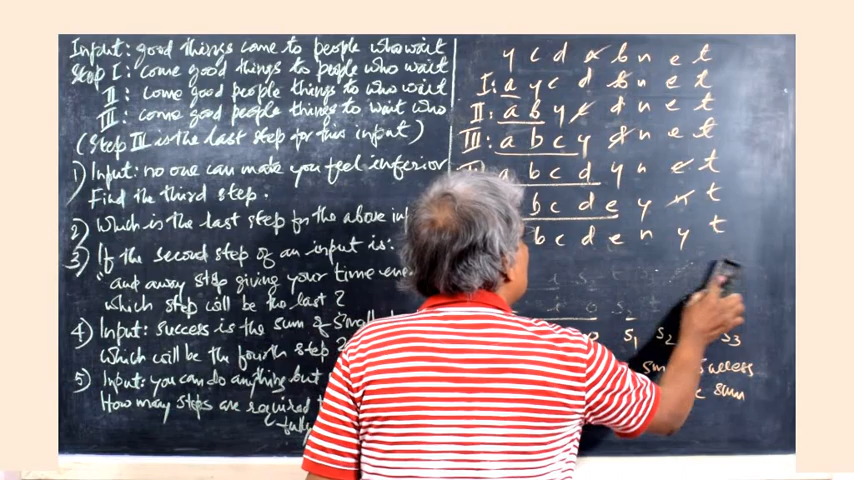 Input: good things come to people who wait
Step I: come good things to people who wait
II: come good people things to who wait
III: come good people things to wait who
(Step III is the last step for this input)
1) Input: no one can make you feel inferior
Find the third step.
2) Which is the last step for the above
3) If the second step of an input is:
"and away stop giving your time
which step will be the last?
4) Input: success is the sum of small
Which will be the fourth step
5) Input: you can do anything but
How many steps are required
y c d a b n e t
I: a y c d b n e t
II: a b y c d n e t
III: a b c y d n e t
a b c d y n e t
b c d e y n t
b c d e n y t
S1 S2 S3
success
sum